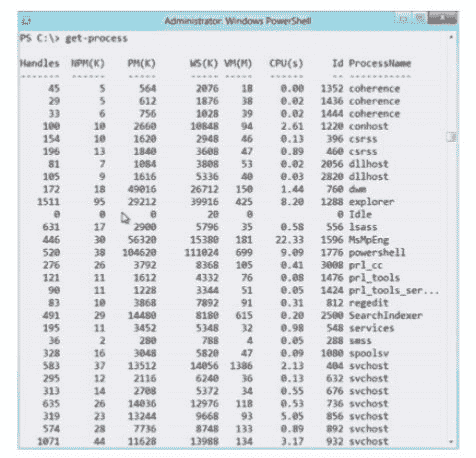 Administrator: Windows PowerShell
PS C:\> get-process
Handles NPM(K) PM(K) WS(K) VM(M) CPU(s) Id ProcessName
------- ------ ----- ----- ----- ------ -- -----------
45 5 564 2076 18 0.00 1352 coherence
29 5 612 1876 38 0.02 1436 coherence
33 6 756 1028 39 0.02 1444 coherence
100 10 2660 10848 94 2.61 1220 conhost
154 10 1620 2948 46 0.13 396 csrss
196 13 1840 3608 47 0.89 460 csrss
81 7 1084 3808 53 0.02 2056 dllhost
105 9 1616 5336 40 0.03 2820 dllhost
172 18 49016 26712 150 1.44 760 dwm
1511 95 29212 39916 425 8.20 1288 explorer
0 0 0 20 0 0 Idle
631 17 2900 5796 35 0.58 556 lsass
446 30 56320 15380 181 22.33 1596 MsMpEng
520 38 104620 111024 699 9.09 1776 powershell
276 26 3792 8368 105 0.41 3008 prl_cc
121 11 1612 4332 76 0.08 1476 prl_tools
90 11 1228 3344 51 0.05 1424 prl_tools_ser...
83 10 3868 7892 91 0.31 812 regedit
491 29 14480 8180 615 0.20 2500 SearchIndexer
195 11 3452 5348 32 0.98 548 services
36 2 280 788 4 0.05 288 smss
328 16 3048 5820 47 0.09 1080 spoolsv
583 37 13512 14056 1386 2.13 404 svchost
295 12 2116 6240 36 0.13 632 svchost
313 14 2708 5372 34 0.55 676 svchost
635 26 14036 12976 118 0.53 736 svchost
319 23 13244 9668 93 5.05 856 svchost
574 28 7736 8748 133 0.89 892 svchost
1071 44 11628 13988 134 3.17 932 svchost